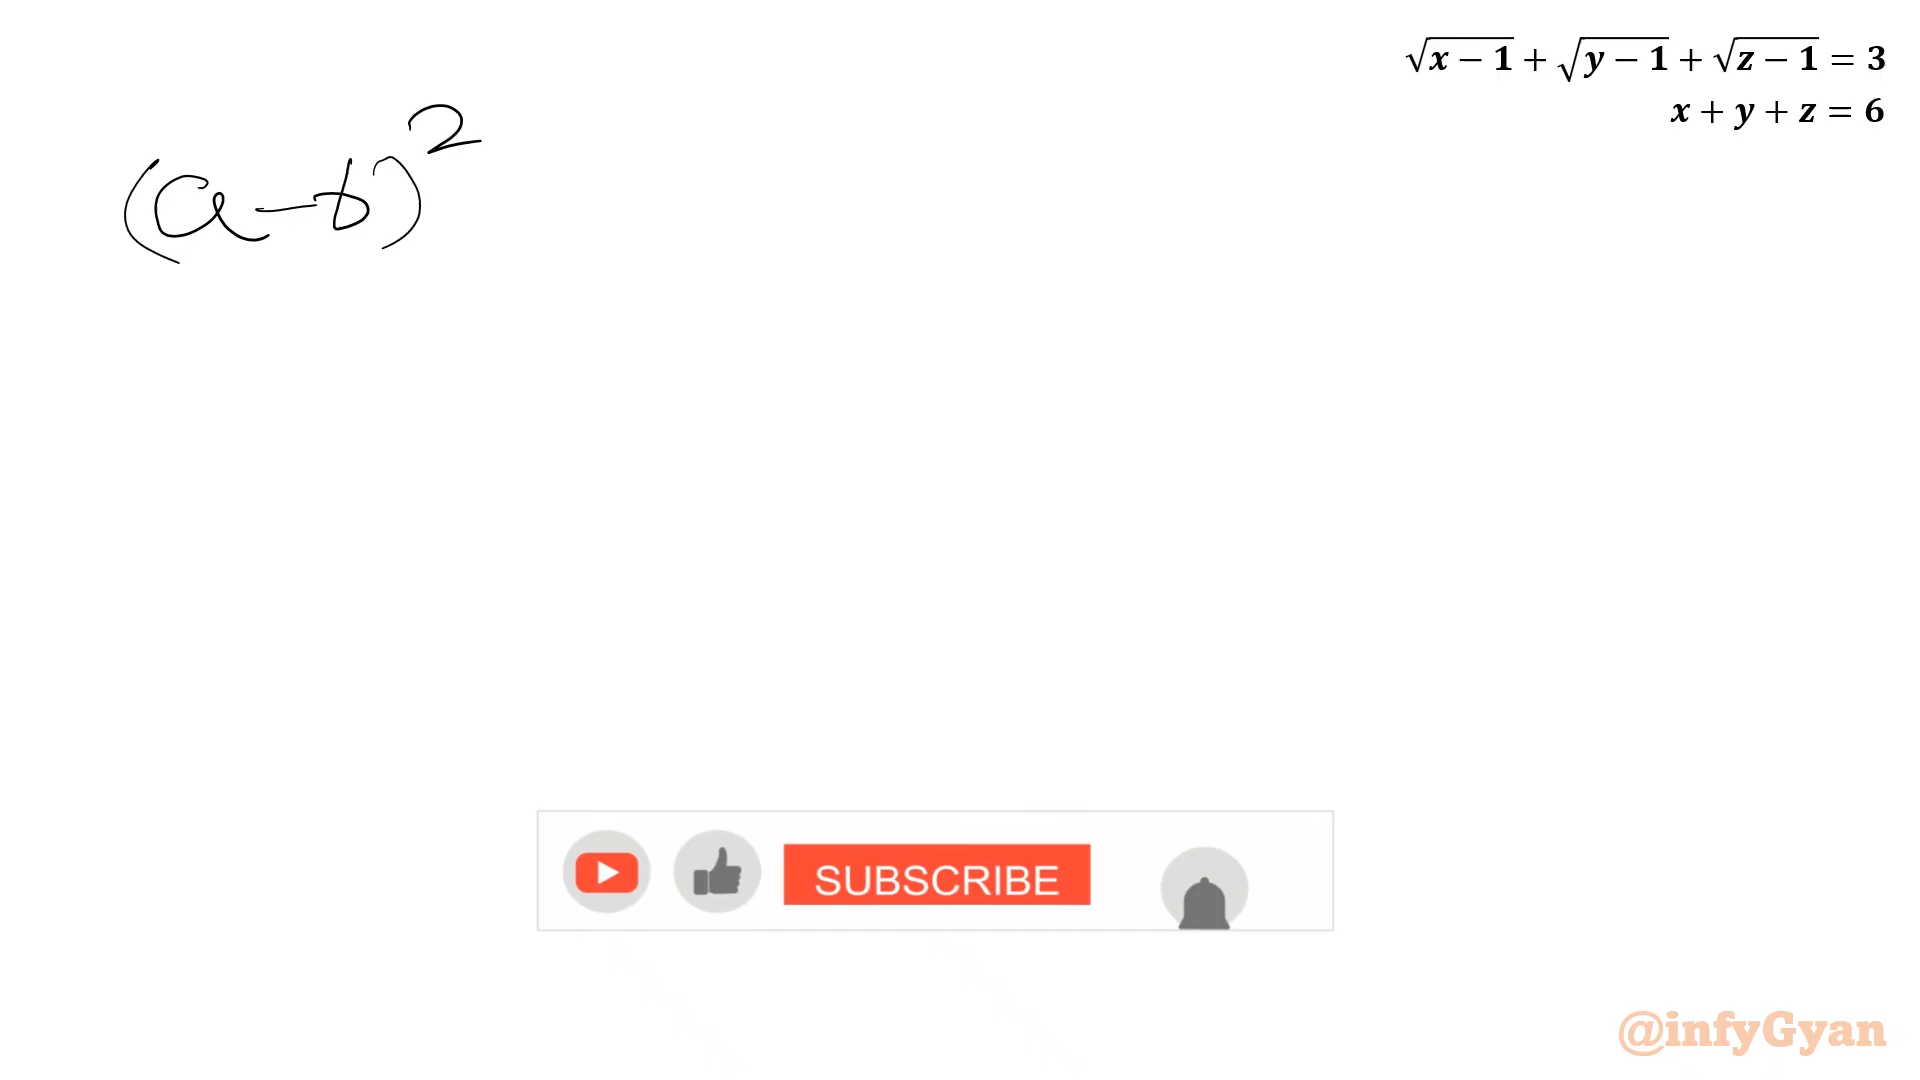 √x − 1 + √y − 1 + √z − 1 = 3
x + y + z = 6
(a-b)²
SUBSCRIBE
@infyGyan